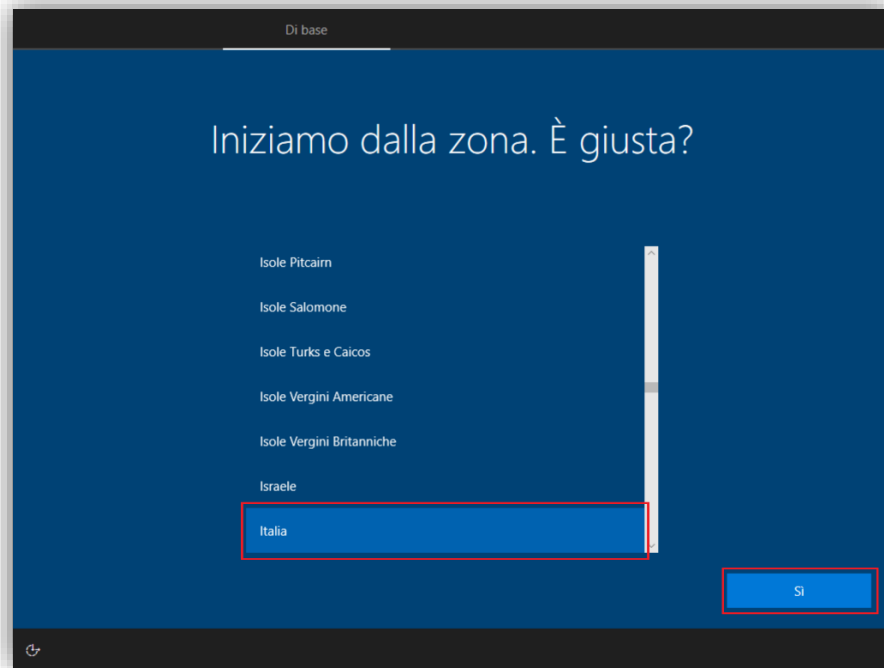 Di base
Iniziamo dalla zona. È giusta?
Isole Pitcairn
Isole Salomone
Isole Turks e Caicos
Isole Vergini Americane
Isole Vergini Britanniche
Israele
Italia
Sì